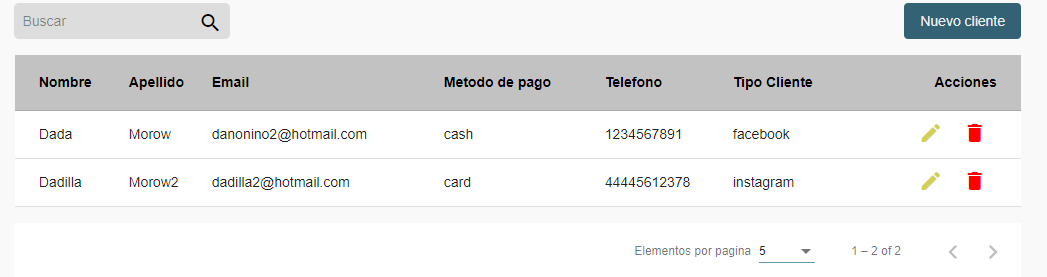 Buscar
Nuevo cliente
Nombre Apellido Email Metodo de pago Telefono Tipo Cliente Acciones
Dada Morow danonino2@hotmail.com cash 1234567891 facebook
Dadilla Morow2 dadilla2@hotmail.com card 44445612378 instagram
Elementos por pagina 5 1 – 2 of 2